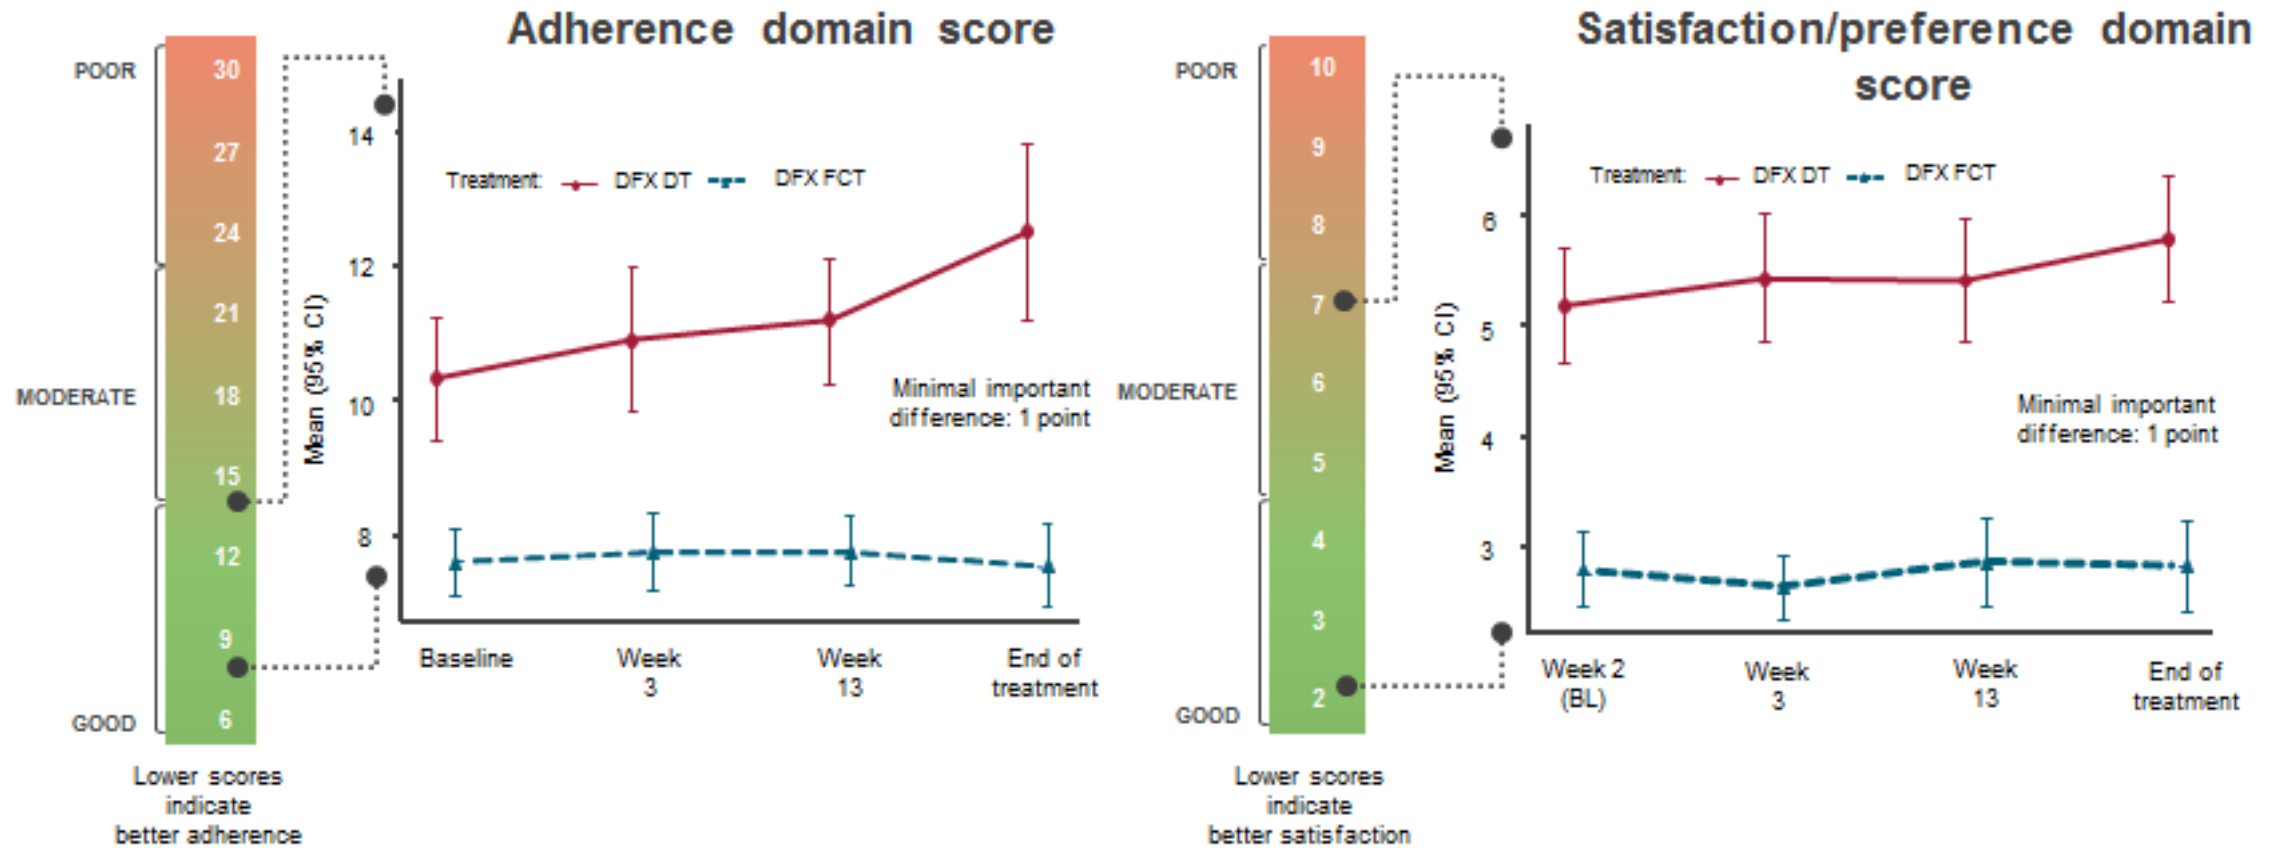 Adherence domain score
POOR
MODERATE
GOOD
30
27
24
21
18
15
12
9
6
Lower scores
indicate
better adherence
Mean (95% CI)
14
12
10
8
Treatment: DFX DT DFX FCT
Minimal important
difference: 1 point
Baseline
Week
3
Week
13
End of
treatment
Satisfaction/preference domain
score
POOR
MODERATE
GOOD
10
9
8
7
6
5
4
3
2
Lower scores
indicate
better satisfaction
Mean (95% CI)
6
5
4
3
Treatment: DFX DT DFX FCT
Minimal important
difference: 1 point
Week 2
(BL)
Week
3
Week
13
End of
treatment